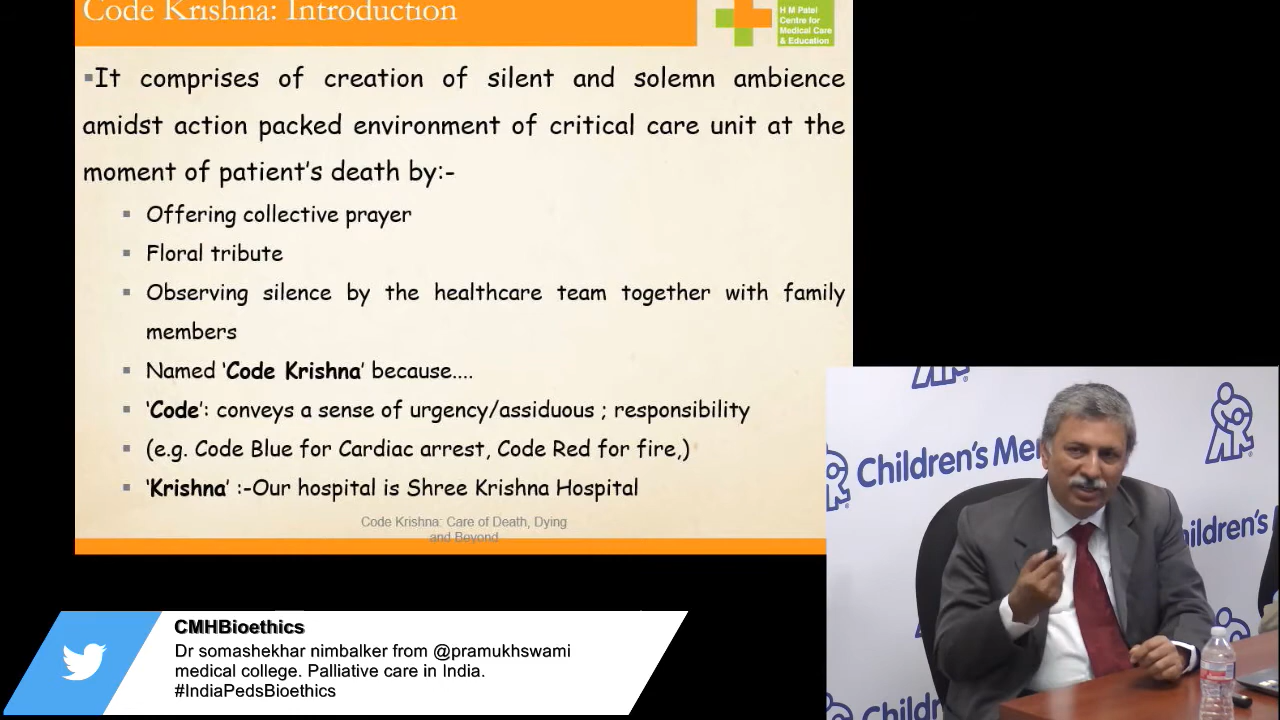 Code Krishna: Introduction
H M Patel
Centre for
Medical Care
& Education
▪It comprises of creation of silent and solemn ambience
amidst action packed environment of critical care unit at the
moment of patient's death by:-
▪ Offering collective prayer
▪ Floral tribute
▪ Observing silence by the healthcare team together with family
members
▪ Named 'Code Krishna' because....
▪ 'Code': conveys a sense of urgency/assiduous ; responsibility
▪ (e.g. Code Blue for Cardiac arrest, Code Red for fire,)
▪ 'Krishna' :-Our hospital is Shree Krishna Hospital
Code Krishna: Care of Death, Dying
and Beyond
Children's Mer
ildren's M
Children's
CMHBioethics
Dr somashekhar nimbalker from @pramukhswami
medical college. Palliative care in India.
#IndiaPedsBioethics